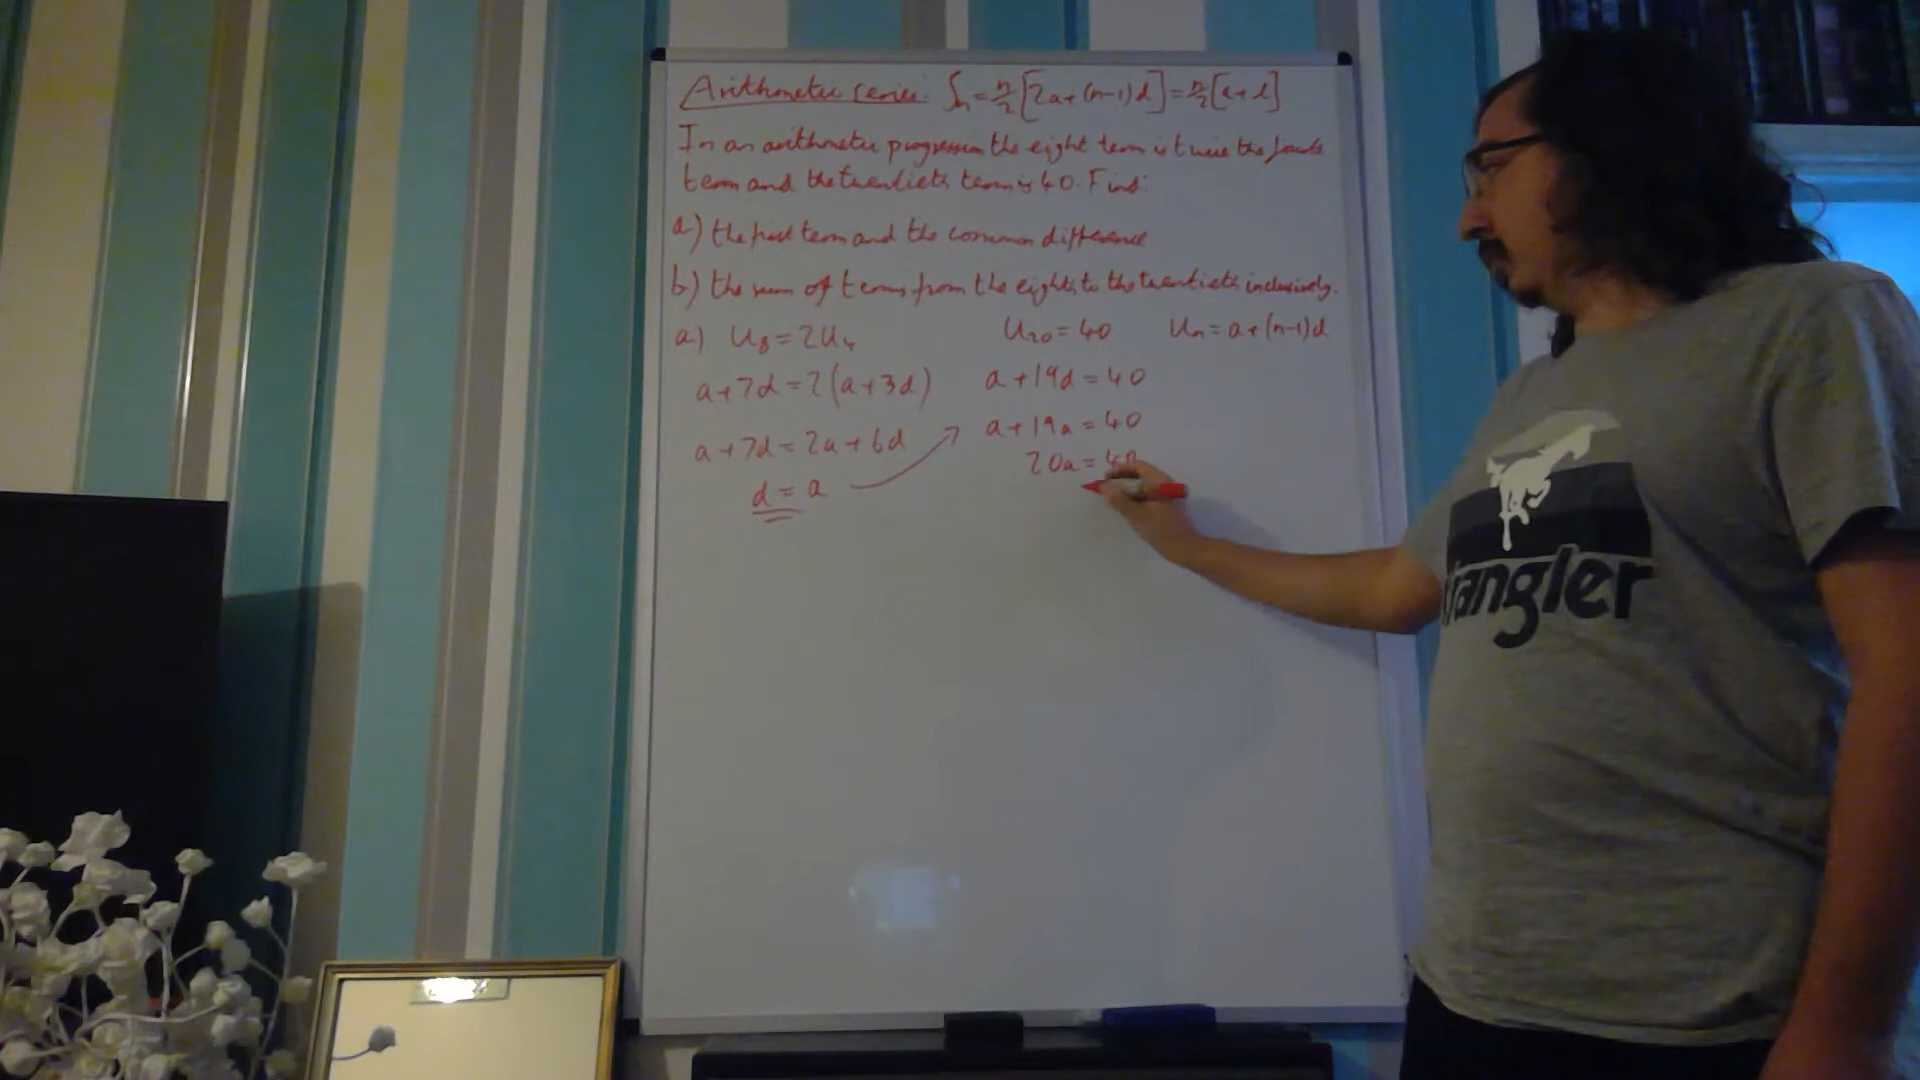 Arithmetic series: Sn = n/2 [2a + (n-1)d] = n/2 [a + l]
In an arithmetic progression the eight term is twice the fourth
term and the twentieth term is 40. Find:
a) the first term and the common difference
b) the sum of terms from the eighth to the twentieth inclusively.
a) U8 = 2U4
U20 = 40
Un = a + (n-1)d
a + 7d = 2(a + 3d)
a + 19d = 40
a + 7d = 2a + 6d
a + 19a = 40
20a = 40
d = a
Wrangler